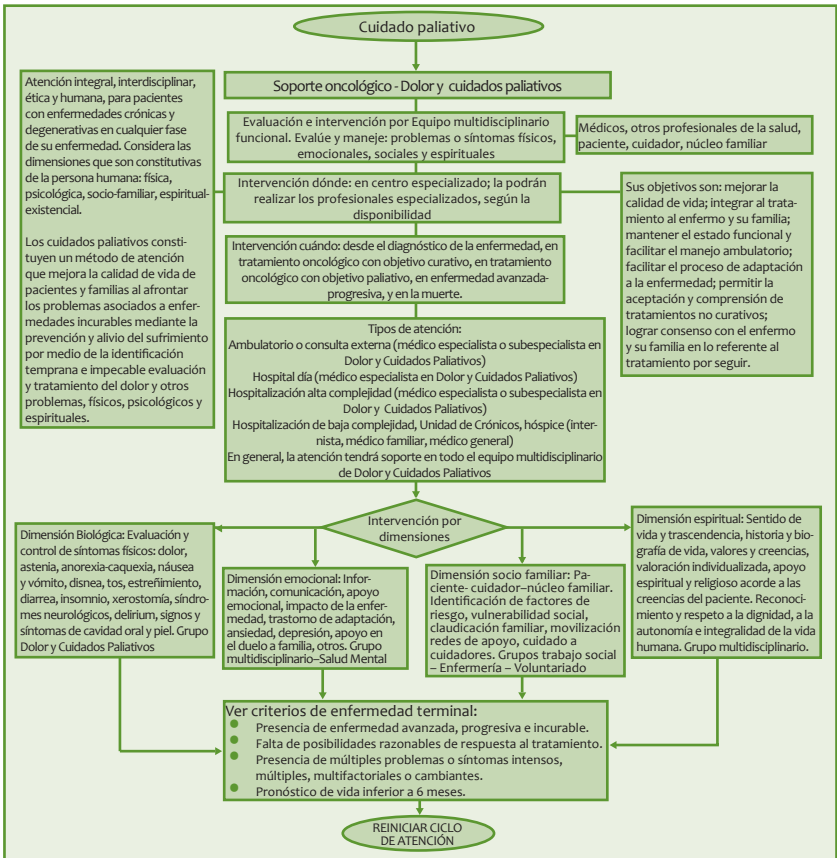 Cuidado paliativo
Soporte oncológico - Dolor y cuidados paliativos
Atención integral, interdisciplinar,
ética y humana, para pacientes
con enfermedades crónicas y
degenerativas en cualquier fase
de su enfermedad. Considera las
dimensiones que son constitutivas
de la persona humana: física,
psicológica, socio-familiar, espiritual-
existencial.
Los cuidados paliativos consti-
tuyen un método de atención
que mejora la calidad de vida de
pacientes y familias al afrontar
los problemas asociados a enfer-
medades incurables mediante la
prevención y alivio del sufrimiento
por medio de la identificación
temprana e impecable evaluación
y tratamiento del dolor y otros
problemas, físicos, psicológicos y
espirituales.
Evaluación e intervención por Equipo multidisciplinario
funcional. Evalúe y maneje: problemas o síntomas físicos,
emocionales, sociales y espirituales
Médicos, otros profesionales de la salud,
paciente, cuidador, núcleo familiar
Intervención dónde: en centro especializado; la podrán
realizar los profesionales especializados, según la
disponibilidad
Sus objetivos son: mejorar la
calidad de vida; integrar al trata-
miento al enfermo y su familia;
mantener el estado funcional y
facilitar el manejo ambulatorio;
facilitar el proceso de adaptación
a la enfermedad; permitir la
aceptación y comprensión de
tratamientos no curativos;
lograr consenso con el enfermo
y su familia en lo referente al
tratamiento por seguir.
Intervención cuándo: desde el diagnóstico de la enfermedad, en
tratamiento oncológico con objetivo curativo, en tratamiento
oncológico con objetivo paliativo, en enfermedad avanzada-
progresiva, y en la muerte.
Tipos de atención:
Ambulatorio o consulta externa (médico especialista o subespecialista en
Dolor y Cuidados Paliativos)
Hospital día (médico especialista en Dolor y Cuidados Paliativos)
Hospitalización alta complejidad (médico especialista o subespecialista en
Dolor y Cuidados Paliativos)
Hospitalización de baja complejidad, Unidad de Crónicos, hóspice (inter-
nista, médico familiar, médico general)
En general, la atención tendrá soporte en todo el equipo multidisciplinario
de Dolor y Cuidados Paliativos
Intervención por
dimensiones
Dimensión Biológica: Evaluación y
control de síntomas físicos: dolor,
astenia, anorexia-caquexia, náusea
y vómito, disnea, tos, estreñimiento,
diarrea, insomnio, xerostomía, síndro-
mes neurológicos, delirium, signos y
síntomas de cavidad oral y piel. Grupo
Dolor y Cuidados Paliativos
Dimensión emocional: Infor-
mación, comunicación, apoyo
emocional, impacto de la enfer-
medad, trastorno de adaptación,
ansiedad, depresión, apoyo en
el duelo a familia, otros. Grupo
multidisciplinario–Salud Mental
Dimensión socio familiar: Pa-
ciente- cuidador–núcleo familiar.
Identificación de factores de
riesgo, vulnerabilidad social,
claudicación familiar, movilización
redes de apoyo, cuidado a
cuidadores. Grupos trabajo social
– Enfermería – Voluntariado
Dimensión espiritual: Sentido de
vida y trascendencia, historia y bio-
grafía de vida, valores y creencias,
valoración individualizada, apoyo
espiritual y religioso acorde a las
creencias del paciente. Reconoci-
miento y respeto a la dignidad, a la
autonomía e integralidad de la vida
humana. Grupo multidisciplinario.
Ver criterios de enfermedad terminal:
● Presencia de enfermedad avanzada, progresiva e incurable.
● Falta de posibilidades razonables de respuesta al tratamiento.
● Presencia de múltiples problemas o síntomas intensos,
múltiples, multifactoriales o cambiantes.
● Pronóstico de vida inferior a 6 meses.
REINICIAR CICLO
DE ATENCIÓN